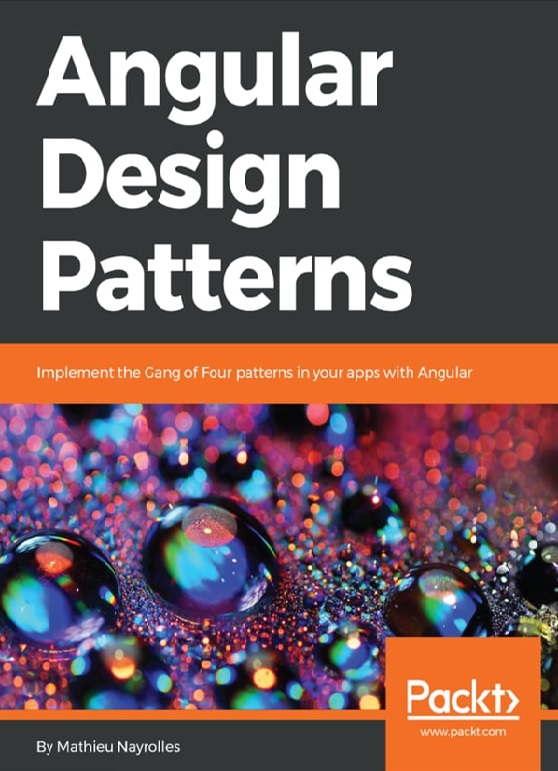 Angular
Design
Patterns
Implement the Gang of Four patterns in your apps with Angular
Packt>
www.packt.com
By Mathieu Nayrolles